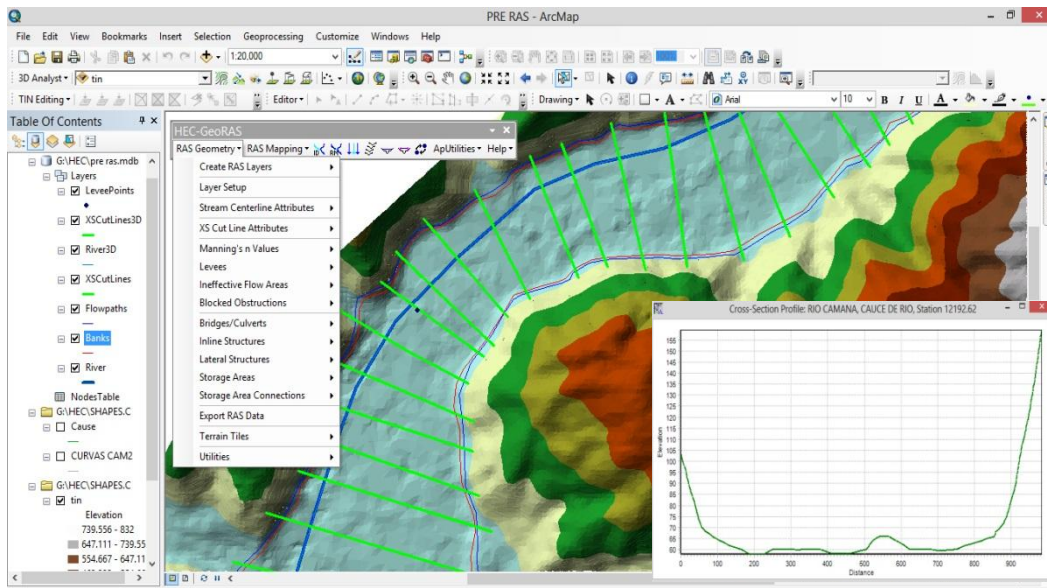 PRE RAS - ArcMap
File Edit View Bookmarks Insert Selection Geoprocessing Customize Windows Help
1:20.000
3D Analyst tin
TIN Editing Editor Drawing Arial 10 B I U A
Table Of Contents
HEC-GeoRAS
RAS Geometry RAS Mapping ApUtilities Help
Create RAS Layers
Layer Setup
Stream Centerline Attributes
XS Cut Line Attributes
Manning's n Values
Levees
Ineffective Flow Areas
Blocked Obstructions
Bridges/Culverts
Inline Structures
Lateral Structures
Storage Areas
Storage Area Connections
Export RAS Data
Terrain Tiles
Utilities
G:\HEC\pre ras.mdb
Layers
LeveePoints
XSCutLines3D
River3D
XSCutLines
Flowpaths
Banks
River
NodesTable
G:\HEC\SHAPES.C
Cause
CURVAS CAM2
G:\HEC\SHAPES.C
tin
Elevation
739.556 - 832
647.111 - 739.55
554.667 - 647.11
Cross-Section Profile: RIO CAMANA, CAUCE DE RIO, Station 12192.62
155
150
145
140
135
130
125
120
115
110
105
100
95
90
85
80
75
70
65
60
Elevation
0 100 200 300 400 500 600 700 800 900
Distance